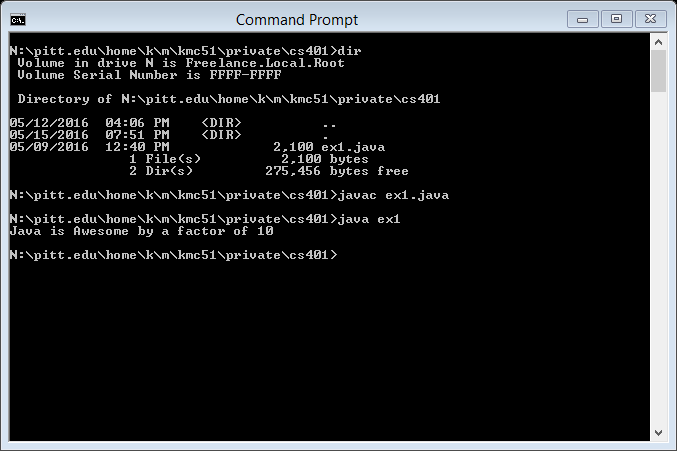 Command Prompt
N:\pitt.edu\home\k\m\kmc51\private\cs401>dir
Volume in drive N is Freelance.Local.Root
Volume Serial Number is FFFF-FFFF
Directory of N:\pitt.edu\home\k\m\kmc51\private\cs401
05/12/2016  04:06 PM    <DIR>          ..
05/15/2016  07:51 PM    <DIR>          .
05/09/2016  12:40 PM             2,100 ex1.java
1 File(s)          2,100 bytes
2 Dir(s)         275,456 bytes free
N:\pitt.edu\home\k\m\kmc51\private\cs401>javac ex1.java
N:\pitt.edu\home\k\m\kmc51\private\cs401>java ex1
Java is Awesome by a factor of 10
N:\pitt.edu\home\k\m\kmc51\private\cs401>